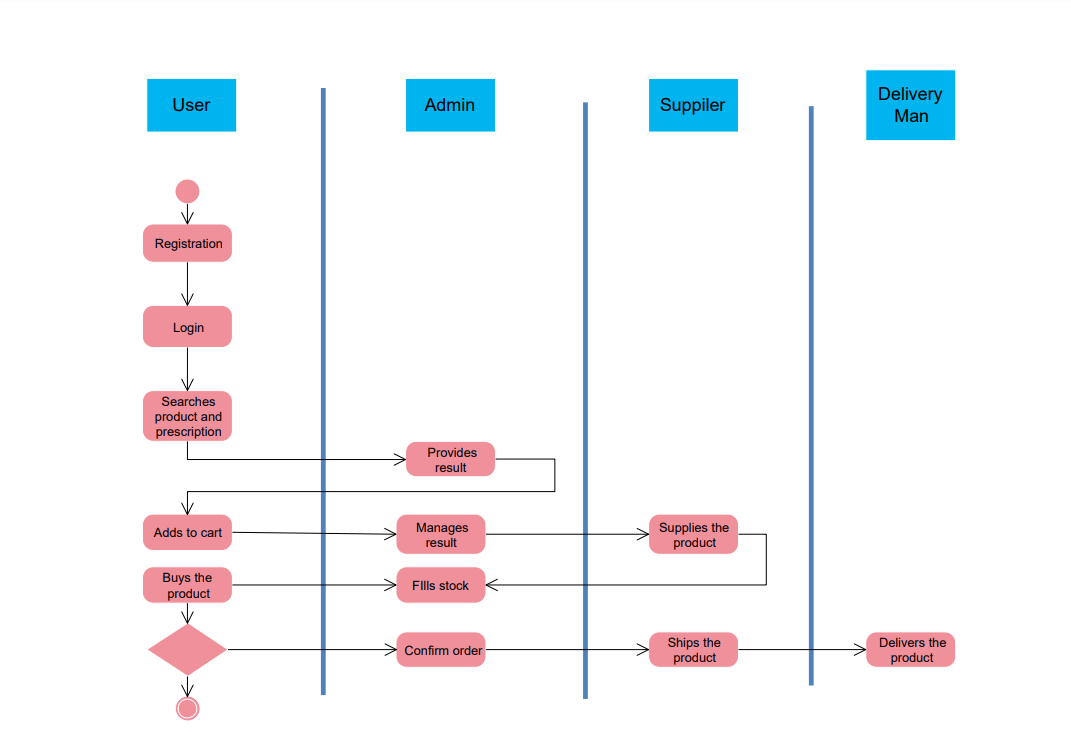 User
Admin
Suppiler
Delivery
Man
Registration
Login
Searches
product and
prescription
Provides
result
Adds to cart
Manages
result
Supplies the
product
Buys the
product
FIlls stock
Confirm order
Ships the
product
Delivers the
product